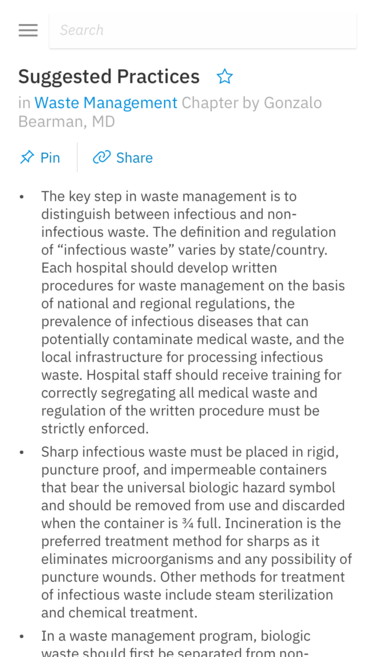 Search
Suggested Practices
in Waste Management Chapter by Gonzalo
Bearman, MD
Pin
Share
• The key step in waste management is to
distinguish between infectious and non-
infectious waste. The definition and regulation
of “infectious waste” varies by state/country.
Each hospital should develop written
procedures for waste management on the basis
of national and regional regulations, the
prevalence of infectious diseases that can
potentially contaminate medical waste, and the
local infrastructure for processing infectious
waste. Hospital staff should receive training for
correctly segregating all medical waste and
regulation of the written procedure must be
strictly enforced.
• Sharp infectious waste must be placed in rigid,
puncture proof, and impermeable containers
that bear the universal biologic hazard symbol
and should be removed from use and discarded
when the container is ¾ full. Incineration is the
preferred treatment method for sharps as it
eliminates microorganisms and any possibility of
puncture wounds. Other methods for treatment
of infectious waste include steam sterilization
and chemical treatment.
• In a waste management program, biologic
waste should first be separated from non-